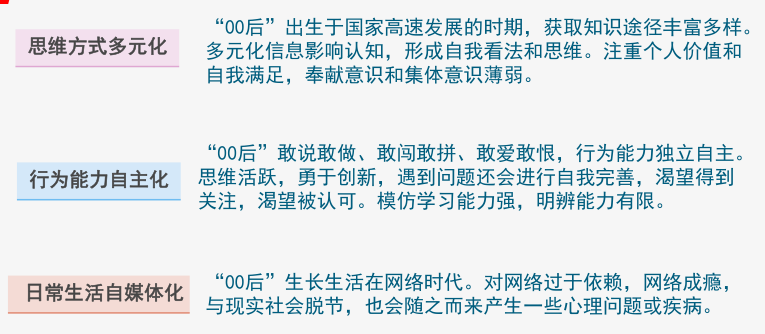 思维方式多元化
“00后”出生于国家高速发展的时期，获取知识途径丰富多样。
多元化信息影响认知，形成自我看法和思维。注重个人价值和
自我满足，奉献意识和集体意识薄弱。
行为能力自主化
“00后”敢说敢做、敢闯敢拼、敢爱敢恨，行为能力独立自主。
思维活跃，勇于创新，遇到问题还会进行自我完善，渴望得到
关注，渴望被认可。模仿学习能力强，明辨能力有限。
日常生活自媒体化
“00后”生长生活在网络时代。对网络过于依赖，网络成瘾，
与现实社会脱节，也会随之而来产生一些心理问题或疾病。